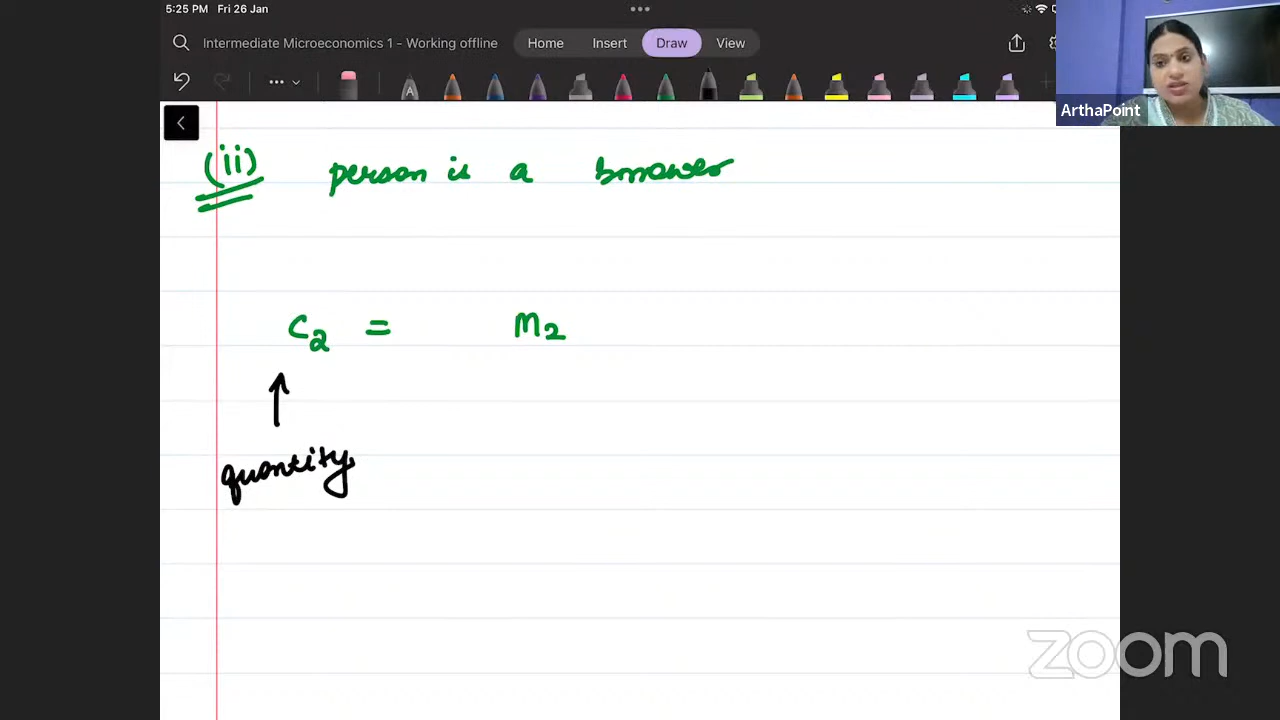 5:25 PM Fri 26 Jan
Intermediate Microeconomics 1 - Working offline
Home Insert Draw View
A
ArthaPoint
(ii) person is a borrower
C2 = M2
quantity
zoom